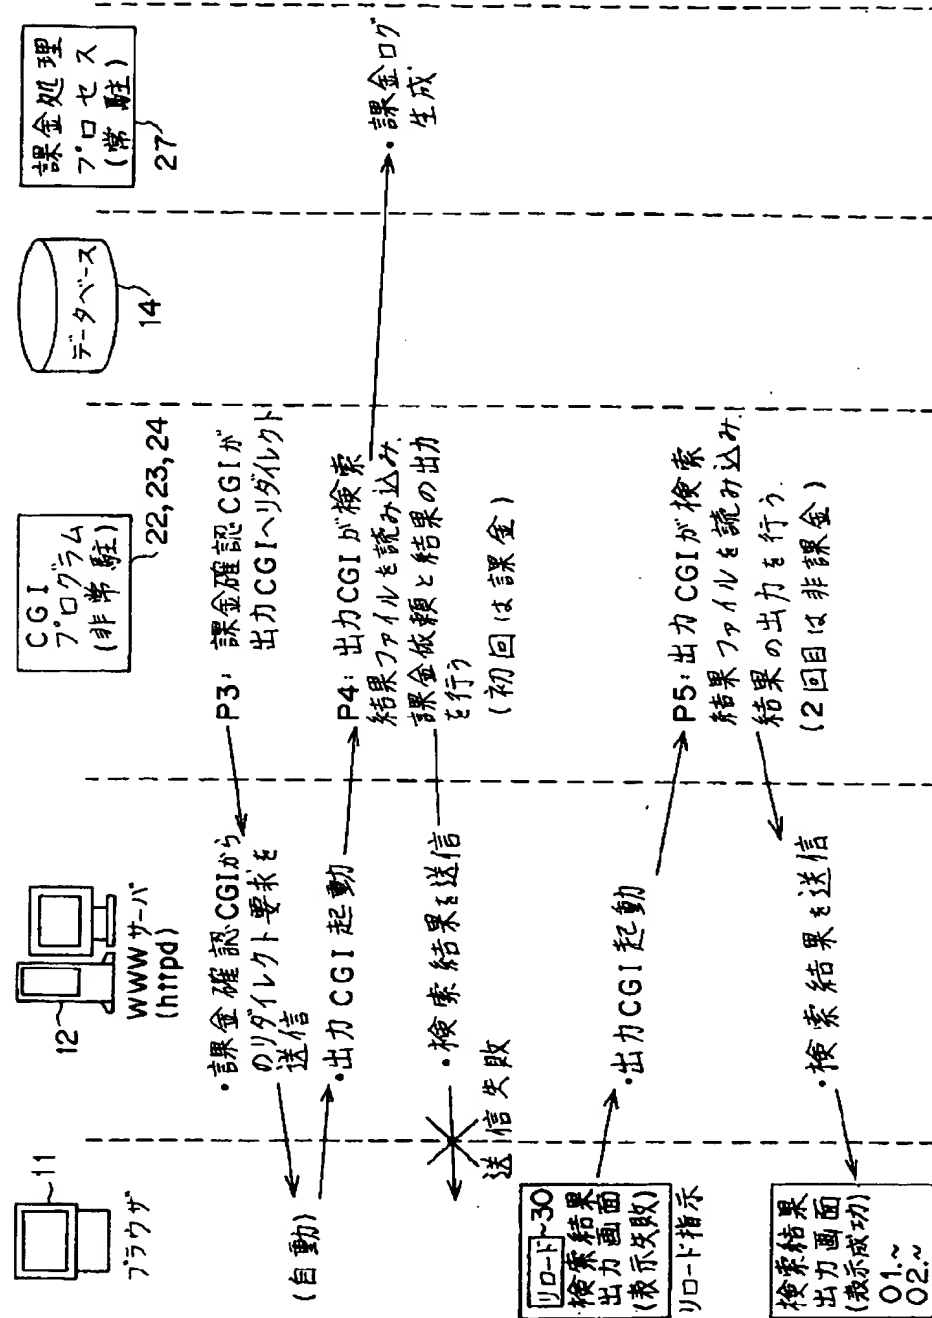 11
ブラウザ
12
WWWサーバ
(httpd)
CGI
プログラム
(非常駐)
22,23,24
データベース
14
課金処理
プロセス
(常駐)
27
P3: 課金確認CGIが
出力CGIへリダイレクト
・課金確認CGIから
のリダイレクト要求を
送信
(自動)
・出力CGI起動
P4: 出力CGIが検索
結果ファイルを読み込み.
課金依頼と結果の出力
を行う
(初回は課金)
・課金ログ
生成
・検索結果を送信
送信失敗
リロード~30
検索結果
出力画面
(表示失敗)
リロード指示
・出力CGI起動
P5: 出力CGIが検索
結果ファイルを読み込み.
結果の出力を行う.
(2回目は非課金)
・検索結果を送信
検索結果
出力画面
(表示成功)
01.~
02.~